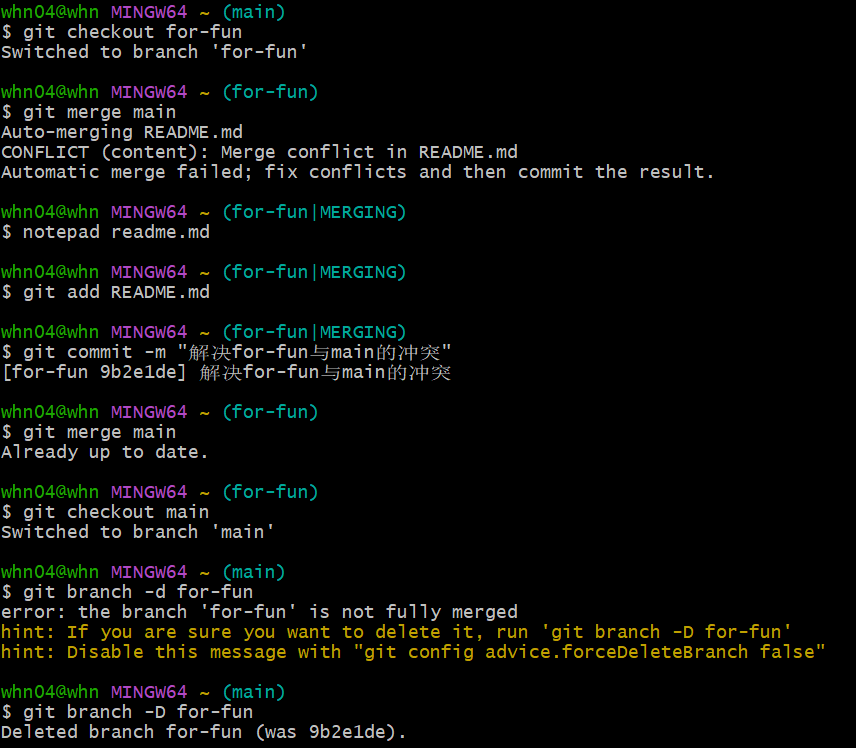 whn04@whn MINGW64 ~ (main)
$ git checkout for-fun
Switched to branch 'for-fun'
whn04@whn MINGW64 ~ (for-fun)
$ git merge main
Auto-merging README.md
CONFLICT (content): Merge conflict in README.md
Automatic merge failed; fix conflicts and then commit the result.
whn04@whn MINGW64 ~ (for-fun|MERGING)
$ notepad readme.md
whn04@whn MINGW64 ~ (for-fun|MERGING)
$ git add README.md
whn04@whn MINGW64 ~ (for-fun|MERGING)
$ git commit -m "解决for-fun与main的冲突"
[for-fun 9b2e1de] 解决for-fun与main的冲突
whn04@whn MINGW64 ~ (for-fun)
$ git merge main
Already up to date.
whn04@whn MINGW64 ~ (for-fun)
$ git checkout main
Switched to branch 'main'
whn04@whn MINGW64 ~ (main)
$ git branch -d for-fun
error: the branch 'for-fun' is not fully merged
hint: If you are sure you want to delete it, run 'git branch -D for-fun'
hint: Disable this message with "git config advice.forceDeleteBranch false"
whn04@whn MINGW64 ~ (main)
$ git branch -D for-fun
Deleted branch for-fun (was 9b2e1de).